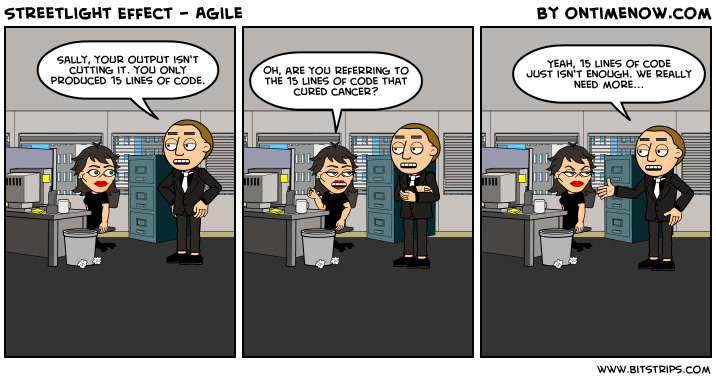 STREETLIGHT EFFECT - AGILE
BY ONTIMENOW.COM
SALLY, YOUR OUTPUT ISN'T
CUTTING IT. YOU ONLY
PRODUCED 15 LINES OF CODE.
OH, ARE YOU REFERRING TO
THE 15 LINES OF CODE THAT
CURED CANCER?
YEAH, 15 LINES OF CODE
JUST ISN'T ENOUGH. WE REALLY
NEED MORE...
WWW.BITSTRIPS.COM